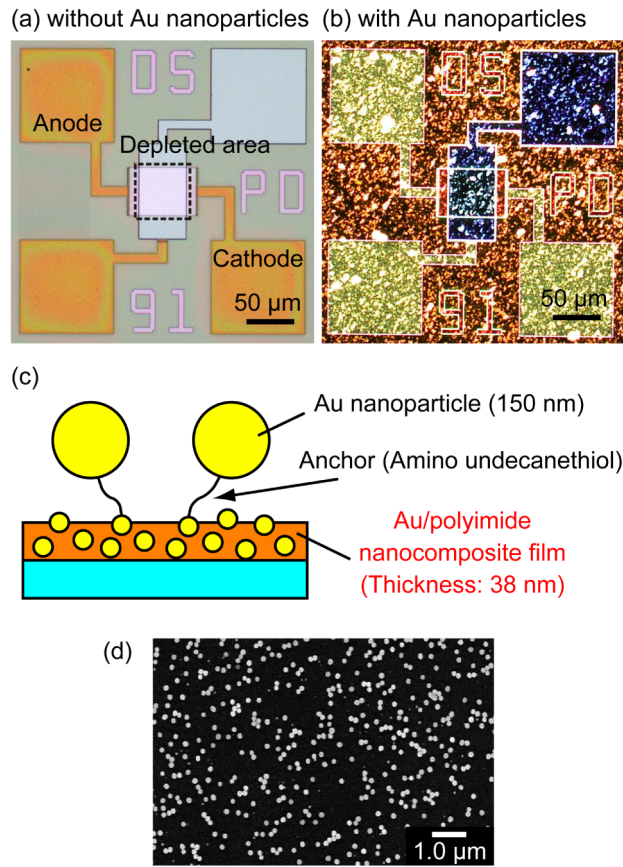 (a) without Au nanoparticles
DS
Anode
Depleted area
PD
Cathode
91
50 µm
(b) with Au nanoparticles
DS
PD
91
50 µm
(c)
Au nanoparticle (150 nm)
Anchor (Amino undecanethiol)
Au/polyimide
nanocomposite film
(Thickness: 38 nm)
(d)
1.0 µm